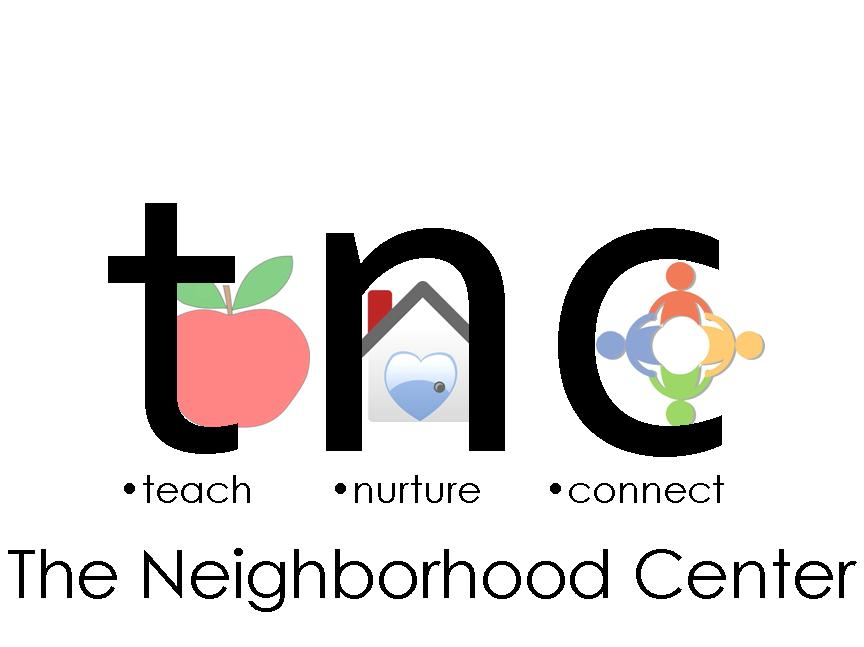 tnc
•teach •nurture •connect
The Neighborhood Center